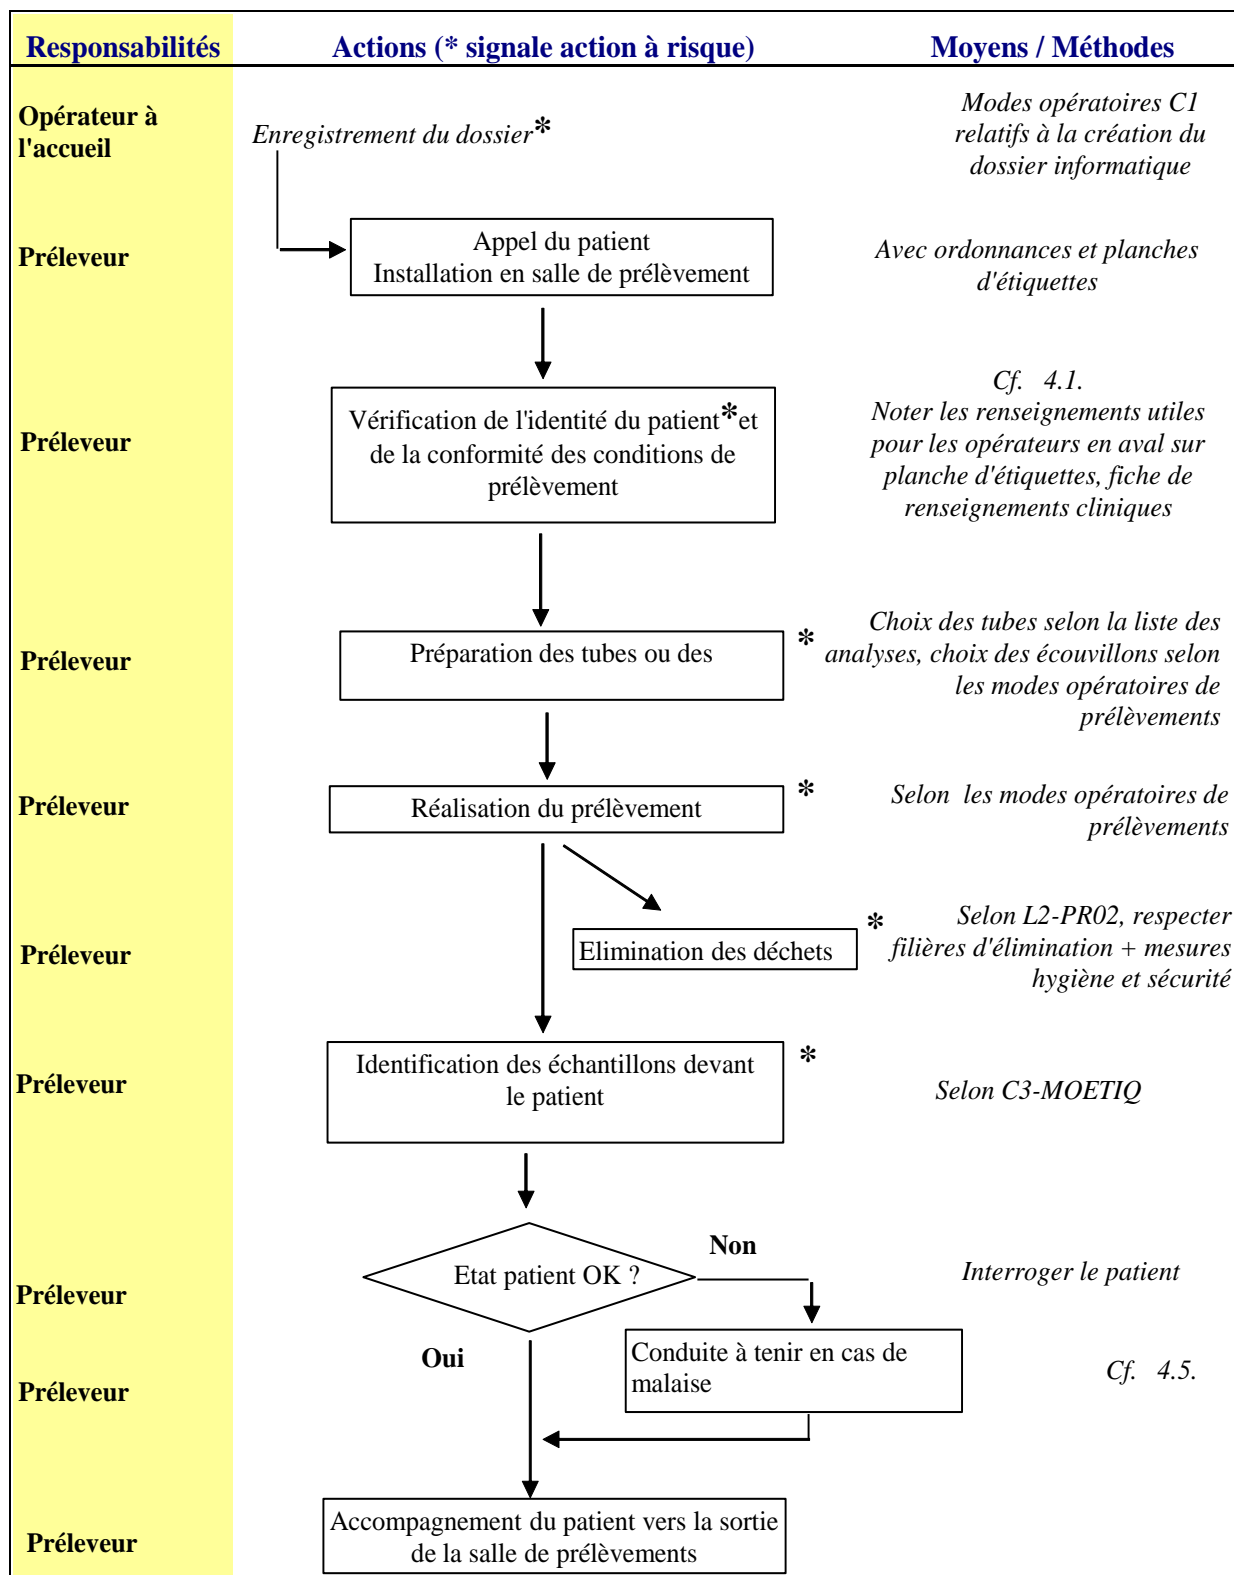 Responsabilités
Actions (* signale action à risque)
Moyens / Méthodes
Opérateur à
l'accueil
Enregistrement du dossier*
Modes opératoires C1
relatifs à la création du
dossier informatique
Préleveur
Appel du patient
Installation en salle de prélèvement
Avec ordonnances et planches
d'étiquettes
Préleveur
Vérification de l'identité du patient* et
de la conformité des conditions de
prélèvement
Cf. 4.1.
Noter les renseignements utiles
pour les opérateurs en aval sur
planche d'étiquettes, fiche de
renseignements cliniques
Préleveur
Préparation des tubes ou des
*
Choix des tubes selon la liste des
analyses, choix des écouvillons selon
les modes opératoires de
prélèvements
Préleveur
Réalisation du prélèvement
*
Selon les modes opératoires de
prélèvements
Préleveur
Elimination des déchets
*
Selon L2-PR02, respecter
filières d'élimination + mesures
hygiène et sécurité
Préleveur
Identification des échantillons devant
le patient
*
Selon C3-MOETIQ
Préleveur
Etat patient OK ?
Non
Interroger le patient
Oui
Préleveur
Conduite à tenir en cas de
malaise
Cf. 4.5.
Préleveur
Accompagnement du patient vers la sortie
de la salle de prélèvements